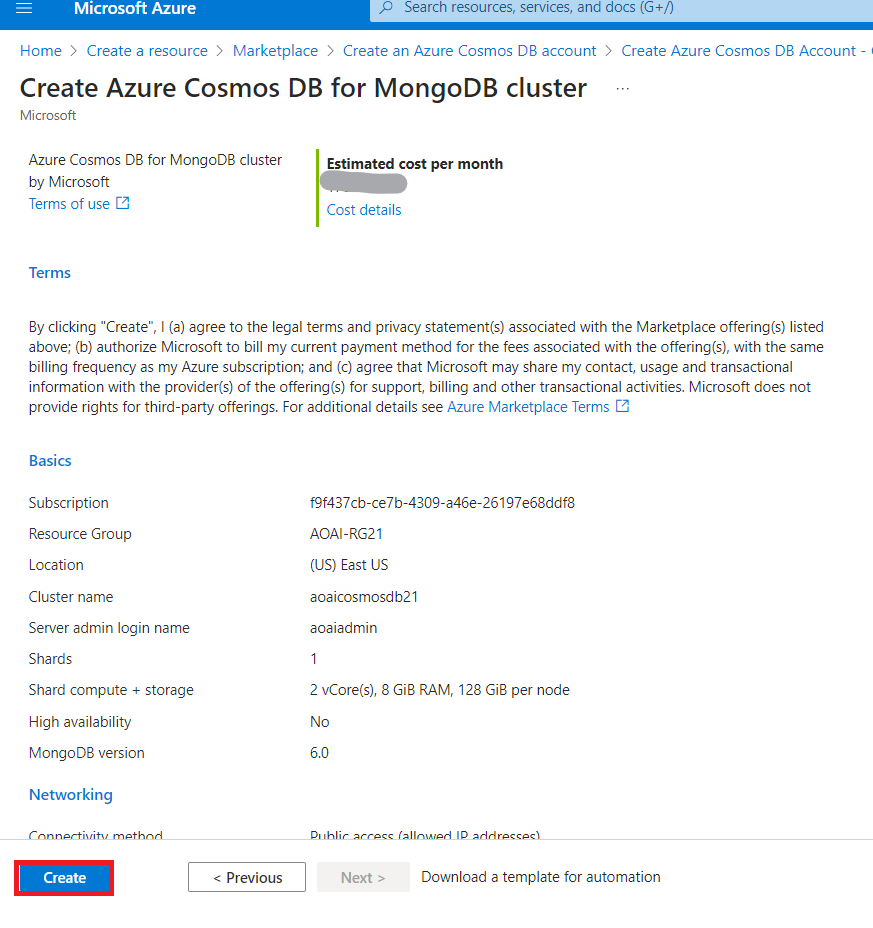 Microsoft Azure
Search resources, services, and docs (G+/)
Home > Create a resource > Marketplace > Create an Azure Cosmos DB account > Create Azure Cosmos DB Account -
Create Azure Cosmos DB for MongoDB cluster ...
Microsoft
Azure Cosmos DB for MongoDB cluster
by Microsoft
Terms of use
Estimated cost per month
Cost details
Terms
By clicking "Create", I (a) agree to the legal terms and privacy statement(s) associated with the Marketplace offering(s) listed
above; (b) authorize Microsoft to bill my current payment method for the fees associated with the offering(s), with the same
billing frequency as my Azure subscription; and (c) agree that Microsoft may share my contact, usage and transactional
information with the provider(s) of the offering(s) for support, billing and other transactional activities. Microsoft does not
provide rights for third-party offerings. For additional details see Azure Marketplace Terms
Basics
Subscription f9f437cb-ce7b-4309-a46e-26197e68ddf8
Resource Group AOAI-RG21
Location (US) East US
Cluster name aoaicosmosdb21
Server admin login name aoaiadmin
Shards 1
Shard compute + storage 2 vCore(s), 8 GiB RAM, 128 GiB per node
High availability No
MongoDB version 6.0
Networking
Connectivity method Public access (allowed IP addresses)
Create < Previous Next > Download a template for automation